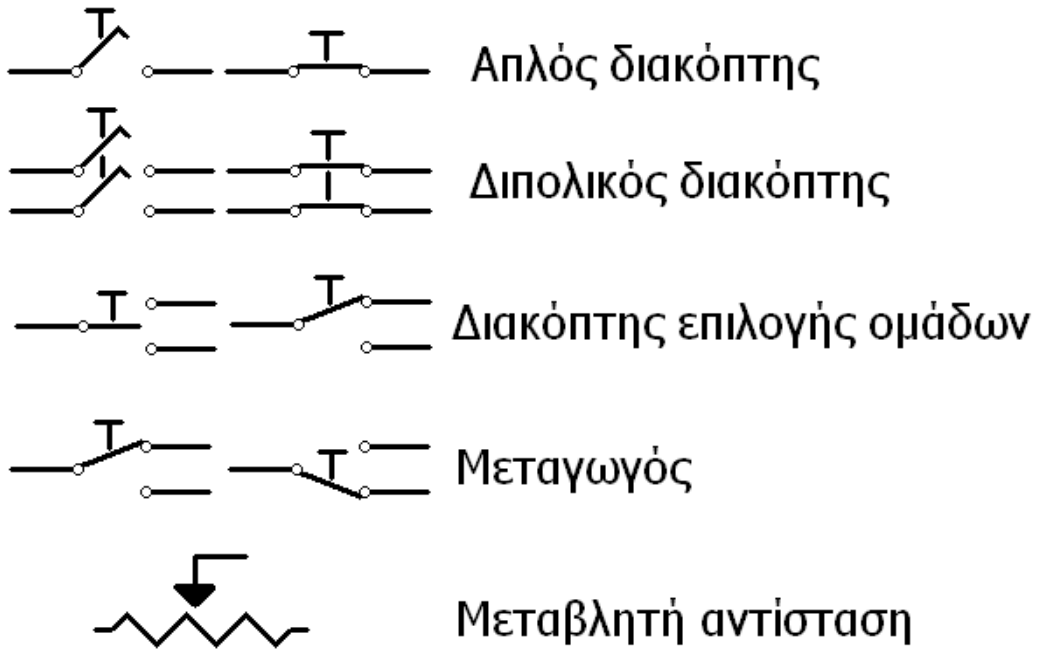 Απλός διακόπτης
Διπολικός διακόπτης
Διακόπτης επιλογής ομάδων
Μεταγωγός
Μεταβλητή αντίσταση